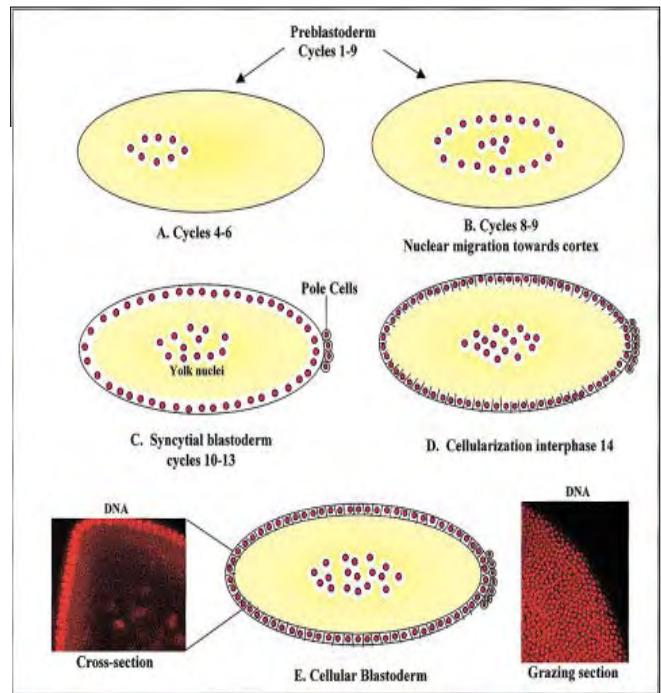 Preblastoderm
Cycles 1-9
A. Cycles 4-6
B. Cycles 8-9
Nuclear migration towards cortex
Pole Cells
Yolk nuclei
C. Syncytial blastoderm
cycles 10-13
D. Cellularization interphase 14
DNA
DNA
Cross-section
E. Cellular Blastoderm
Grazing section